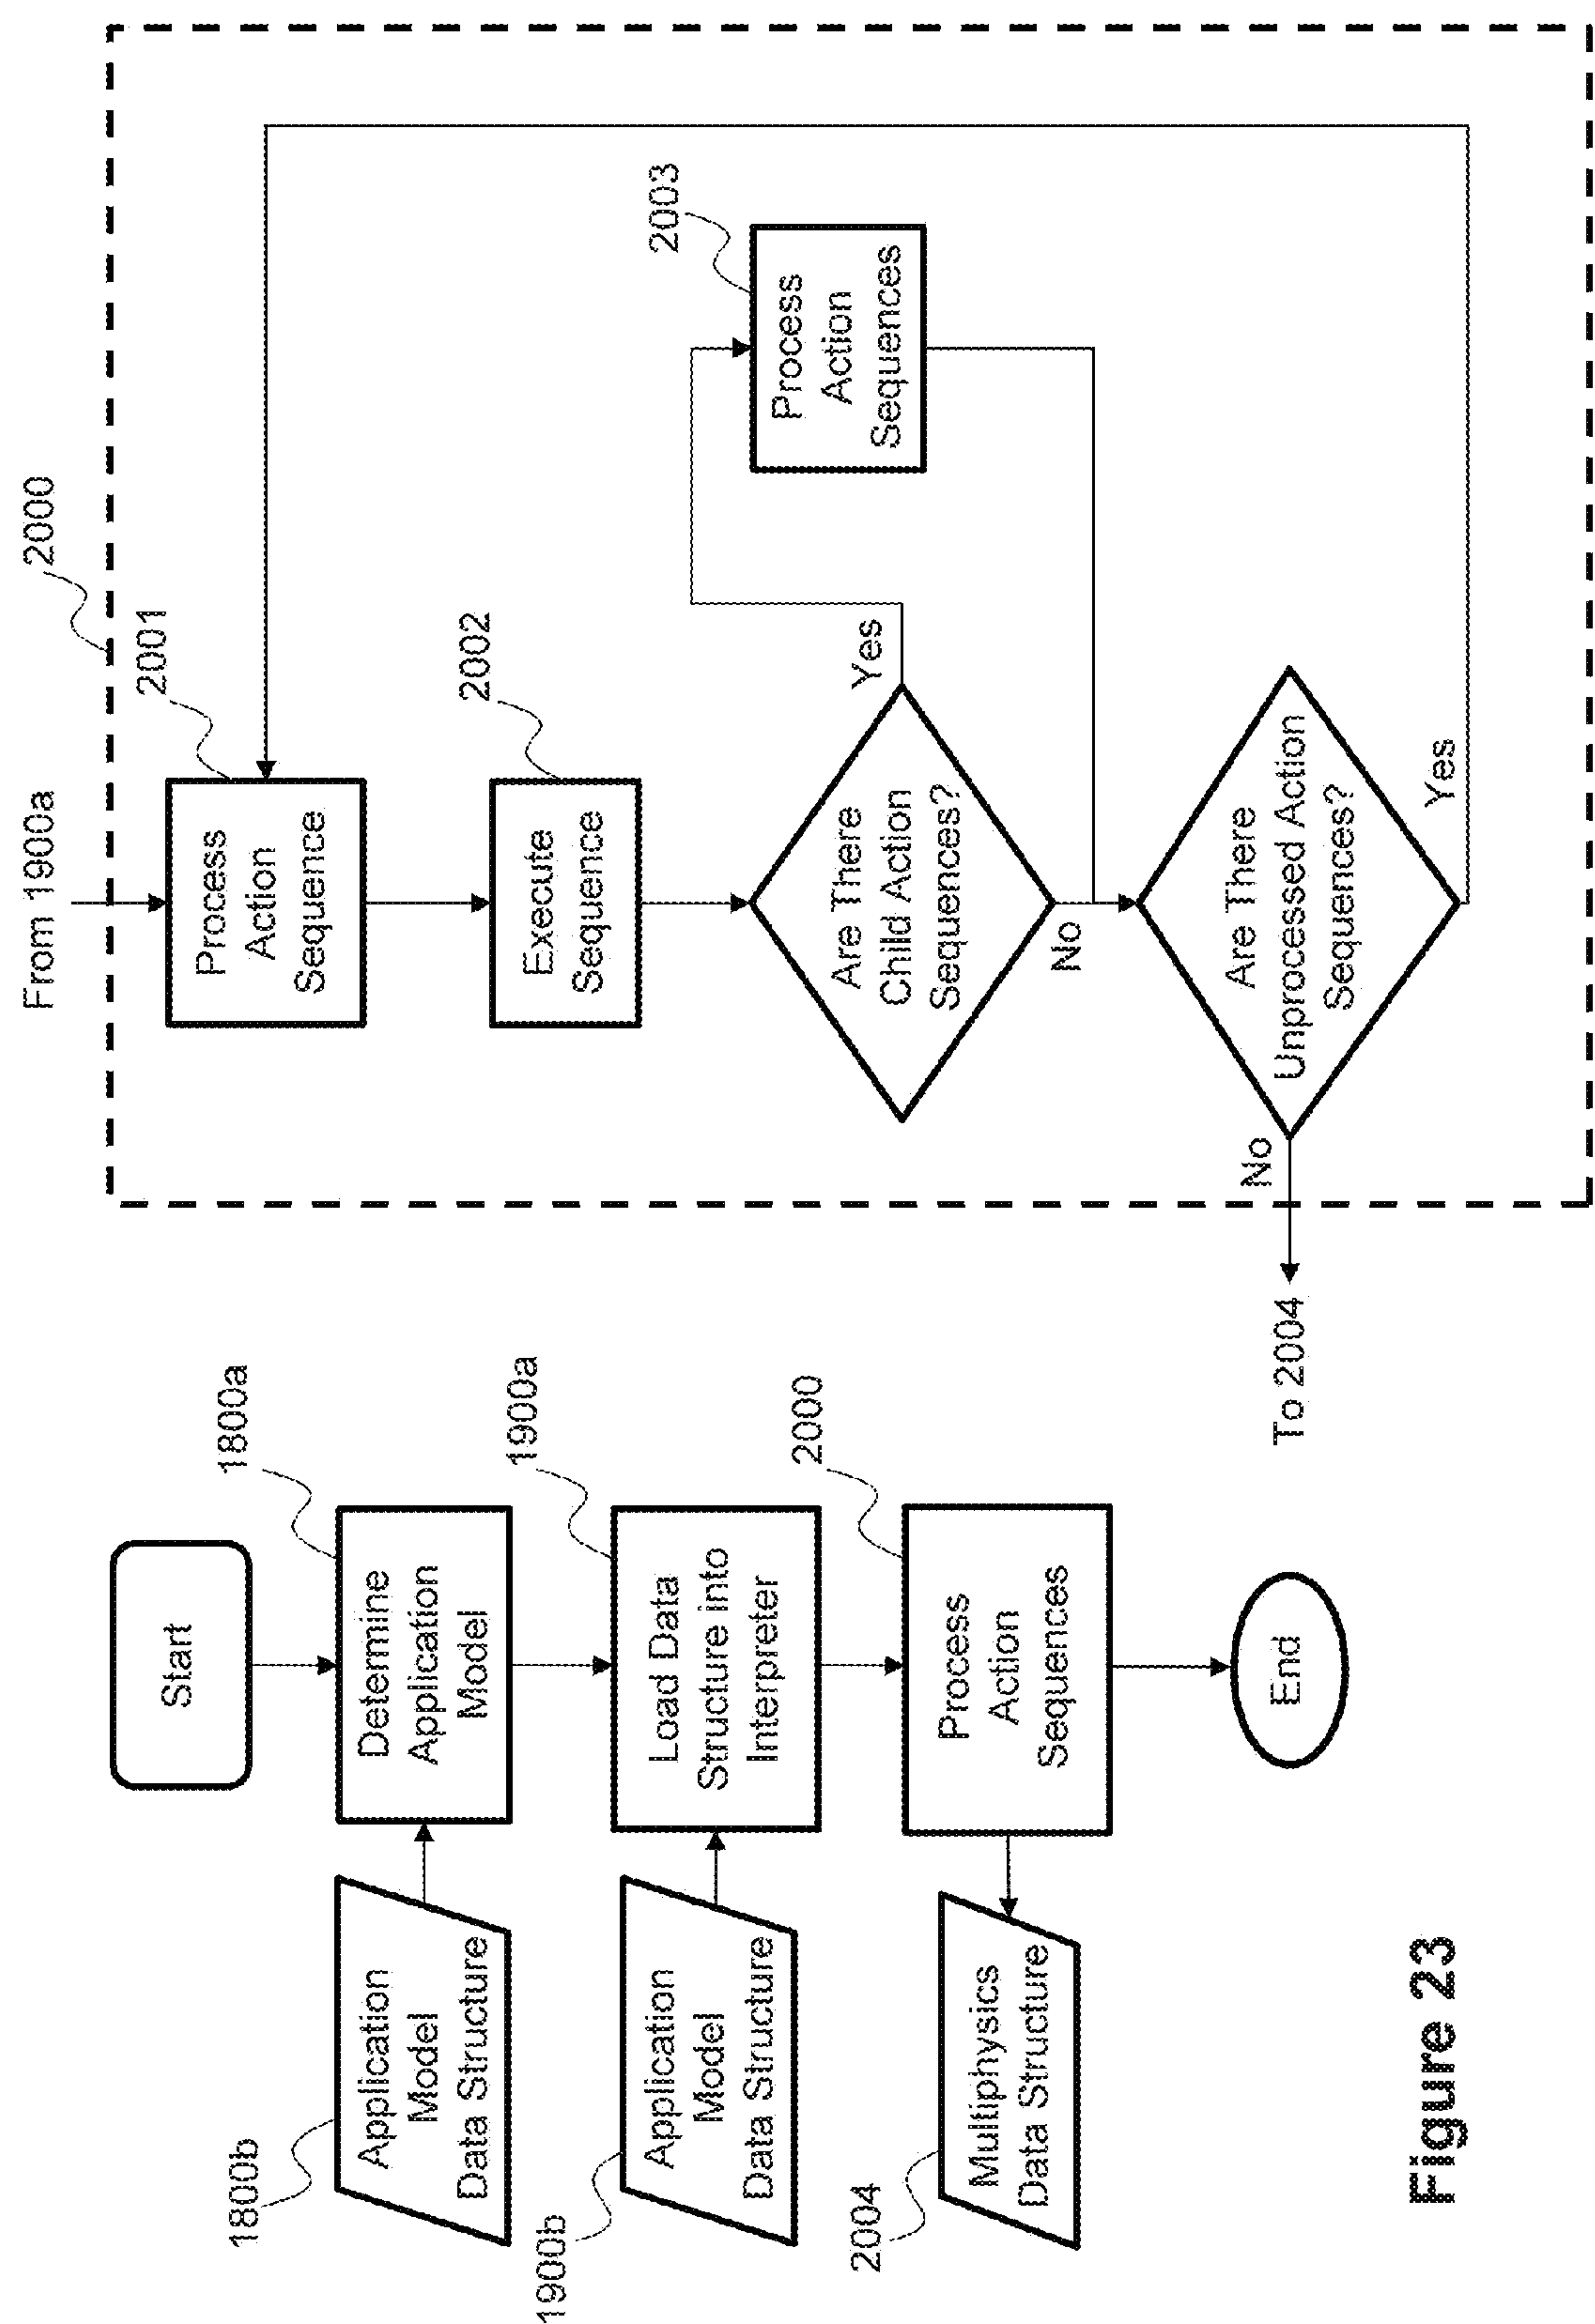 Start
1800a
Determine
Application
Model
1800b
Application
Model
Data Structure
1900a
Load Data
Structure into
Interpreter
1900b
Application
Model
Data Structure
2000
Process
Action
Sequences
2004
Multiphysics
Data Structure
End
From 1900a
2000
2001
Process
Action
Sequence
2002
Execute
Sequence
Are There
Child Action
Sequences?
Yes
2003
Process
Action
Sequences
No
Are There
Unprocessed Action
Sequences?
Yes
No
To 2004
Figure 23